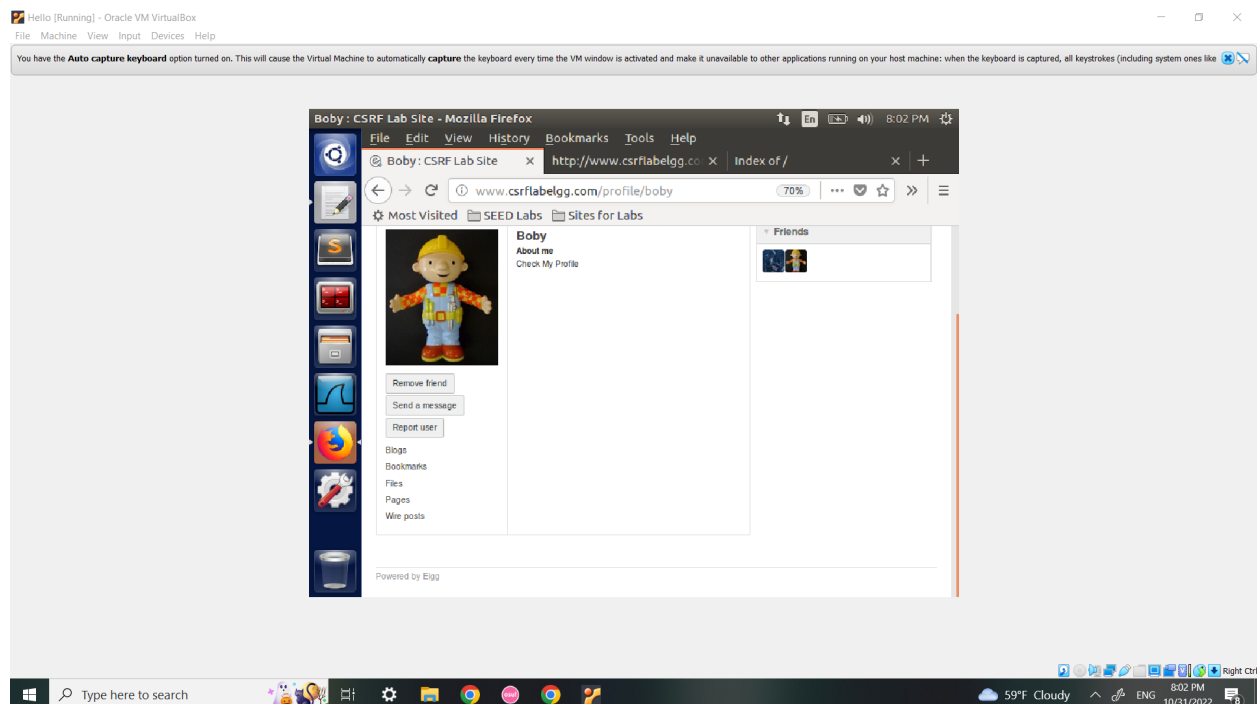 Hello [Running] - Oracle VM VirtualBox
File Machine View Input Devices Help
You have the Auto capture keyboard option turned on. This will cause the Virtual Machine to automatically capture the keyboard every time the VM window is activated and make it unavailable to other applications running on your host machine: when the keyboard is captured, all keystrokes (including system ones like
Boby : CSRF Lab Site - Mozilla Firefox En 8:02 PM
File Edit View History Bookmarks Tools Help
Boby : CSRF Lab Site http://www.csrflabelgg.co Index of /
www.csrflabelgg.com/profile/boby 70%
Most Visited SEED Labs Sites for Labs
Boby
About me
Check My Profile
Friends
Remove friend
Send a message
Report user
Blogs
Bookmarks
Files
Pages
Wire posts
Powered by Elgg
Right Ctrl
Type here to search
osu!
59°F Cloudy ENG
8:02 PM
10/31/2022
8